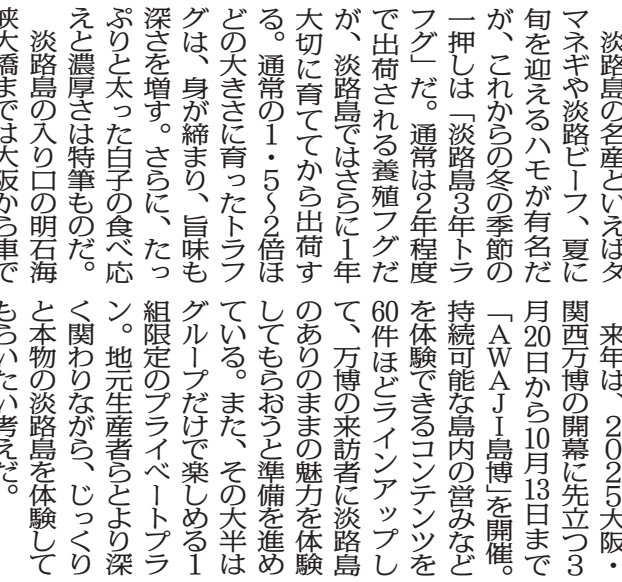 淡路島の名産といえばタ
マネギや淡路ビーフ、夏に
旬を迎えるハモが有名だ
が、これからの冬の季節の
一押しは「淡路島3年トラ
フグ」だ。通常は2年程度
で出荷される養殖フグだ
が、淡路島ではさらに1年
大切に育ててから出荷す
る。通常の1・5〜2倍ほ
どの大きさに育ったトラフ
グは、身が締まり、旨味も
深さを増す。さらに、たっ
ぷりと太った白子の食べ応
えと濃厚さは特筆ものだ。
淡路島の入り口の明石海
峡大橋までは大阪から車で
来年は、2025大阪・
関西万博の開幕に先立つ3
月20日から10月13日まで
「AWAJI島博」を開催。
持続可能な島内の営みなど
を体験できるコンテンツを
60件ほどラインアップし
て、万博の来訪者に淡路島
のありのままの魅力を体験
してもらおうと準備を進め
ている。また、その大半は
グループだけで楽しめる1
組限定のプライベートプラ
ン。地元生産者らとより深
く関わりながら、じっくり
と本物の淡路島を体験して
もらいたい考えだ。